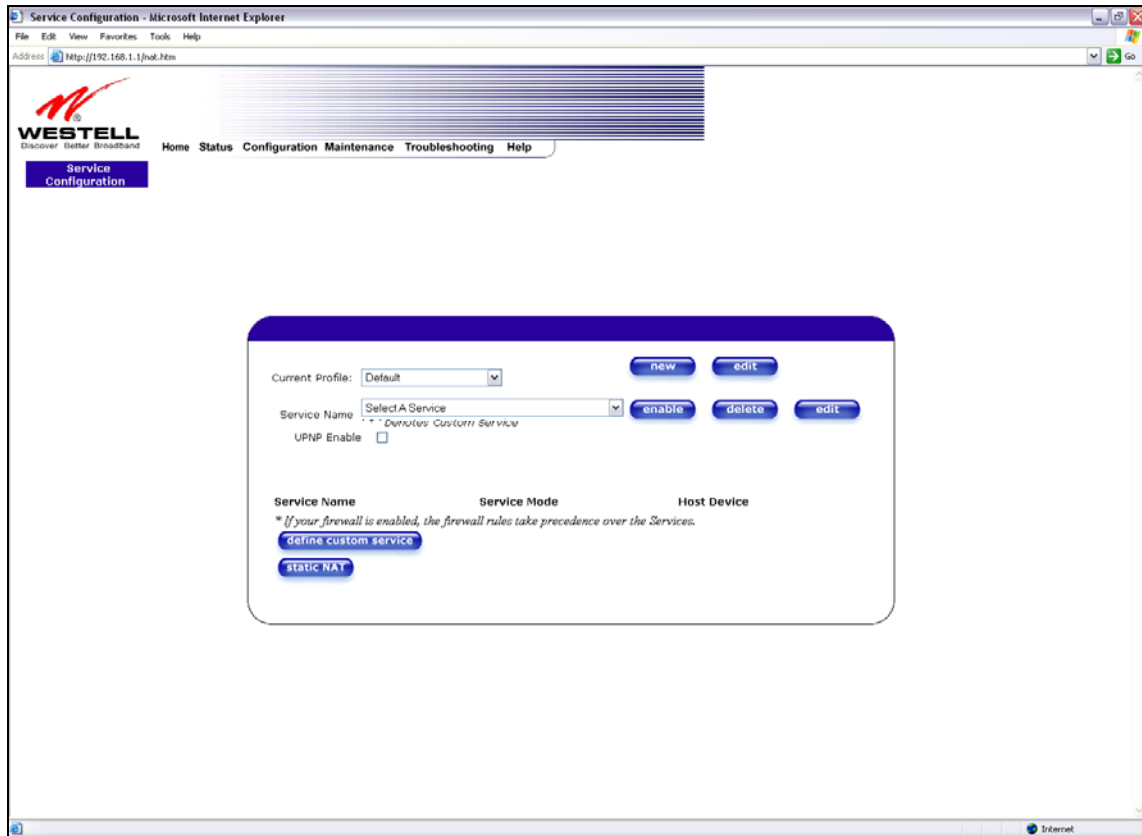 Service Configuration - Microsoft Internet Explorer
File Edit View Favorites Tools Help
Address http://192.168.1.1/nat.htm Go
WESTELL
Discover Better Broadband
Home Status Configuration Maintenance Troubleshooting Help
Service
Configuration
new edit
Current Profile: Default
Service Name Select A Service enable delete edit
Denotes Custom Service
UPNP Enable
Service Name Service Mode Host Device
* If your firewall is enabled, the firewall rules take precedence over the Services.
define custom service
static NAT
Internet